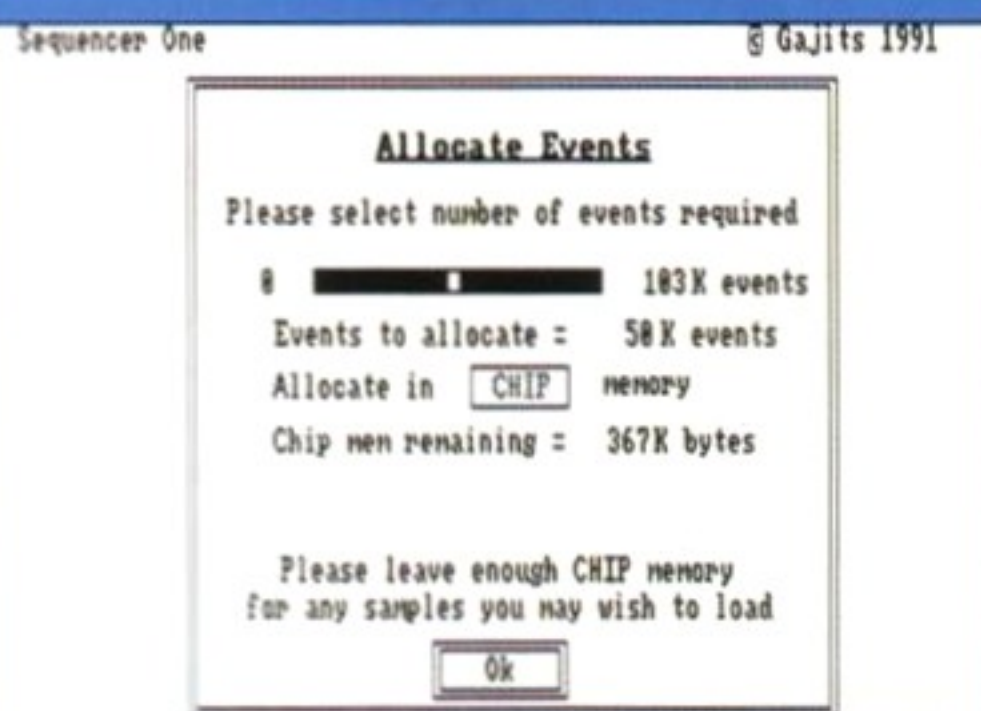 Sequencer One © Gajits 1991
Allocate Events
Please select number of events required
0 103K events
Events to allocate = 50K events
Allocate in CHIP memory
Chip mem remaining = 367K bytes
Please leave enough CHIP memory
for any samples you may wish to load
Ok